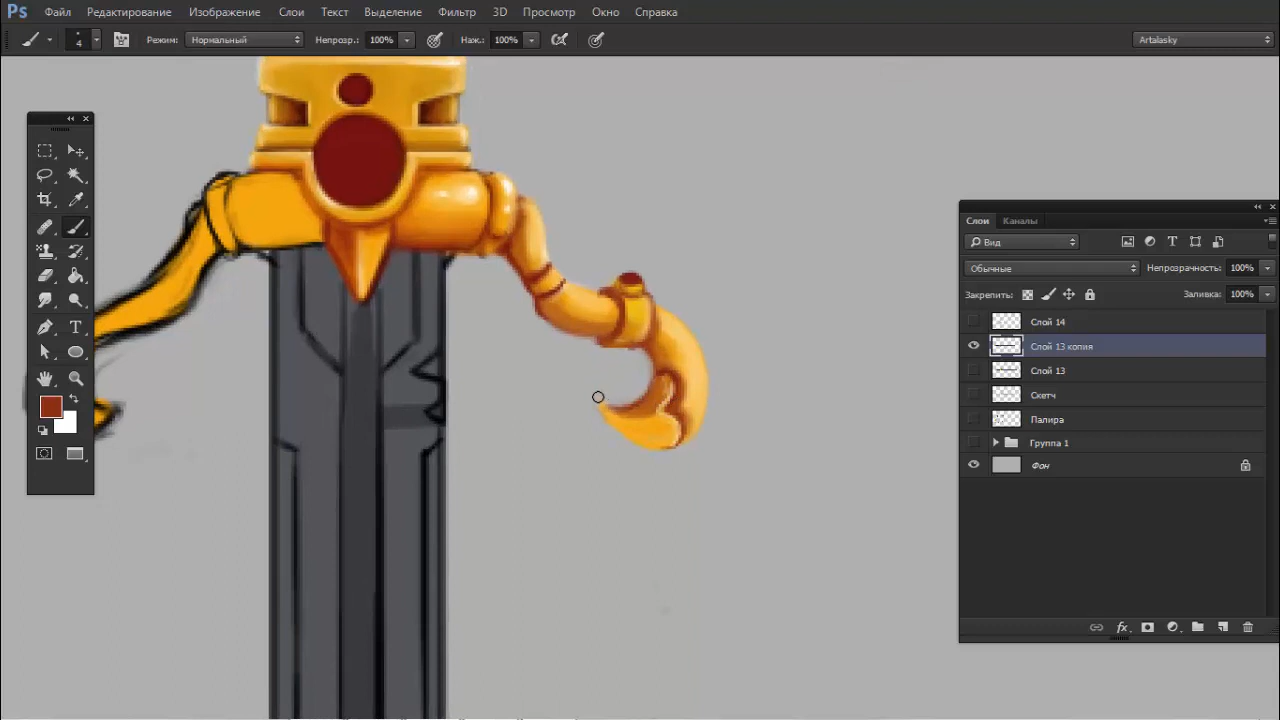 Ps Файл Редактирование Изображение Слои Текст Выделение Фильтр 3D Просмотр Окно Справка
4 Режим: Нормальный Непрозр.: 100% Наж.: 100% Artalasky
Слои Каналы
Вид
Обычные Непрозрачность: 100%
Закрепить: Заливка: 100%
Слой 14
Слой 13 копия
Слой 13
Скетч
Палира
Группа 1
Фон
fx